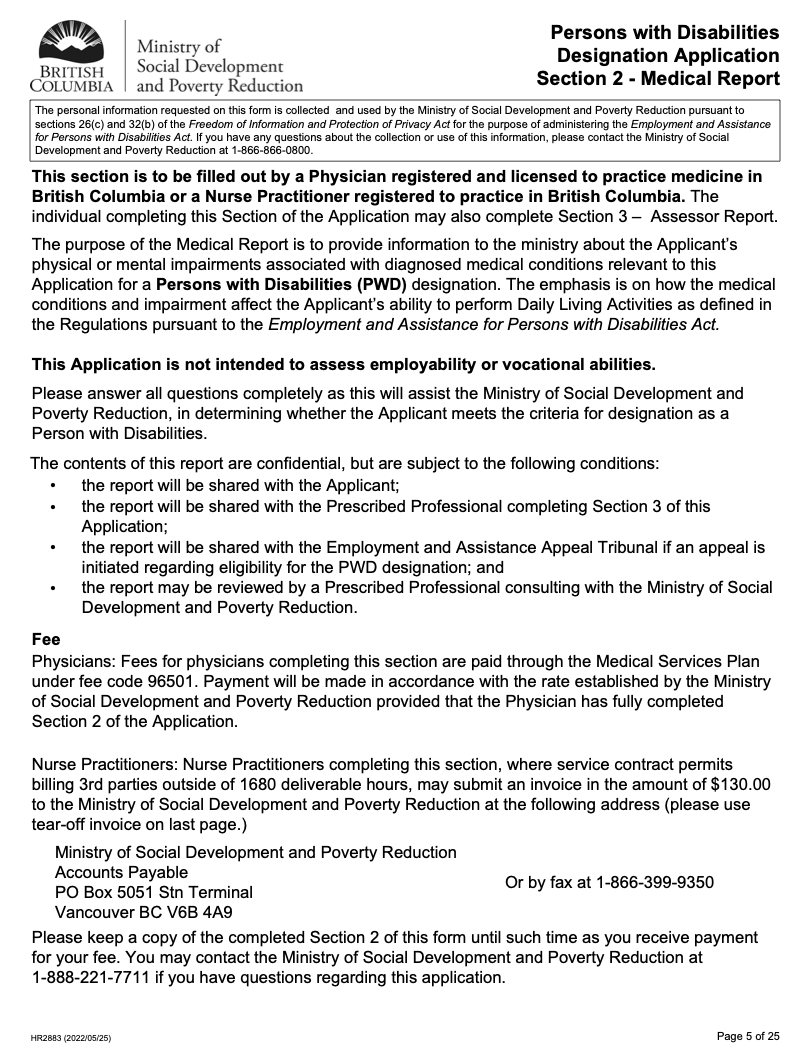 BRITISH
COLUMBIA
Ministry of
Social Development
and Poverty Reduction
Persons with Disabilities
Designation Application
Section 2 - Medical Report
The personal information requested on this form is collected and used by the Ministry of Social Development and Poverty Reduction pursuant to
sections 26(c) and 32(b) of the Freedom of Information and Protection of Privacy Act for the purpose of administering the Employment and Assistance
for Persons with Disabilities Act. If you have any questions about the collection or use of this information, please contact the Ministry of Social
Development and Poverty Reduction at 1-866-866-0800.
This section is to be filled out by a Physician registered and licensed to practice medicine in
British Columbia or a Nurse Practitioner registered to practice in British Columbia. The
individual completing this Section of the Application may also complete Section 3 – Assessor Report.
The purpose of the Medical Report is to provide information to the ministry about the Applicant’s
physical or mental impairments associated with diagnosed medical conditions relevant to this
Application for a Persons with Disabilities (PWD) designation. The emphasis is on how the medical
conditions and impairment affect the Applicant’s ability to perform Daily Living Activities as defined in
the Regulations pursuant to the Employment and Assistance for Persons with Disabilities Act.
This Application is not intended to assess employability or vocational abilities.
Please answer all questions completely as this will assist the Ministry of Social Development and
Poverty Reduction, in determining whether the Applicant meets the criteria for designation as a
Person with Disabilities.
The contents of this report are confidential, but are subject to the following conditions:
• the report will be shared with the Applicant;
• the report will be shared with the Prescribed Professional completing Section 3 of this
Application;
• the report will be shared with the Employment and Assistance Appeal Tribunal if an appeal is
initiated regarding eligibility for the PWD designation; and
• the report may be reviewed by a Prescribed Professional consulting with the Ministry of Social
Development and Poverty Reduction.
Fee
Physicians: Fees for physicians completing this section are paid through the Medical Services Plan
under fee code 96501. Payment will be made in accordance with the rate established by the Ministry
of Social Development and Poverty Reduction provided that the Physician has fully completed
Section 2 of the Application.
Nurse Practitioners: Nurse Practitioners completing this section, where service contract permits
billing 3rd parties outside of 1680 deliverable hours, may submit an invoice in the amount of $130.00
to the Ministry of Social Development and Poverty Reduction at the following address (please use
tear-off invoice on last page.)
Ministry of Social Development and Poverty Reduction
Accounts Payable
PO Box 5051 Stn Terminal
Vancouver BC V6B 4A9
Or by fax at 1-866-399-9350
Please keep a copy of the completed Section 2 of this form until such time as you receive payment
for your fee. You may contact the Ministry of Social Development and Poverty Reduction at
1-888-221-7711 if you have questions regarding this application.
HR2883 (2022/05/25)
Page 5 of 25